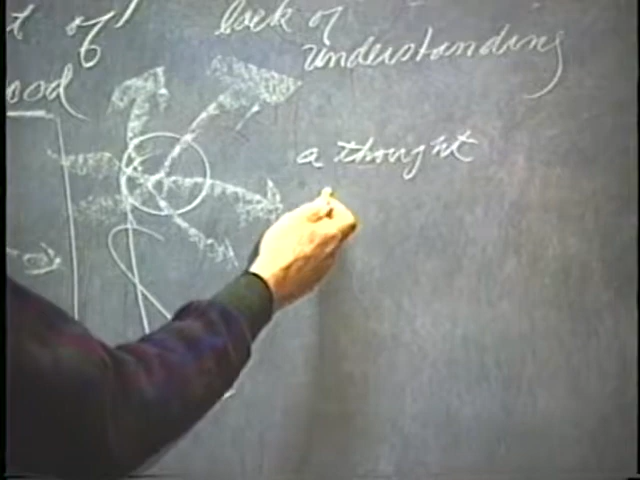 t of
lack of
understanding
ood
a thought